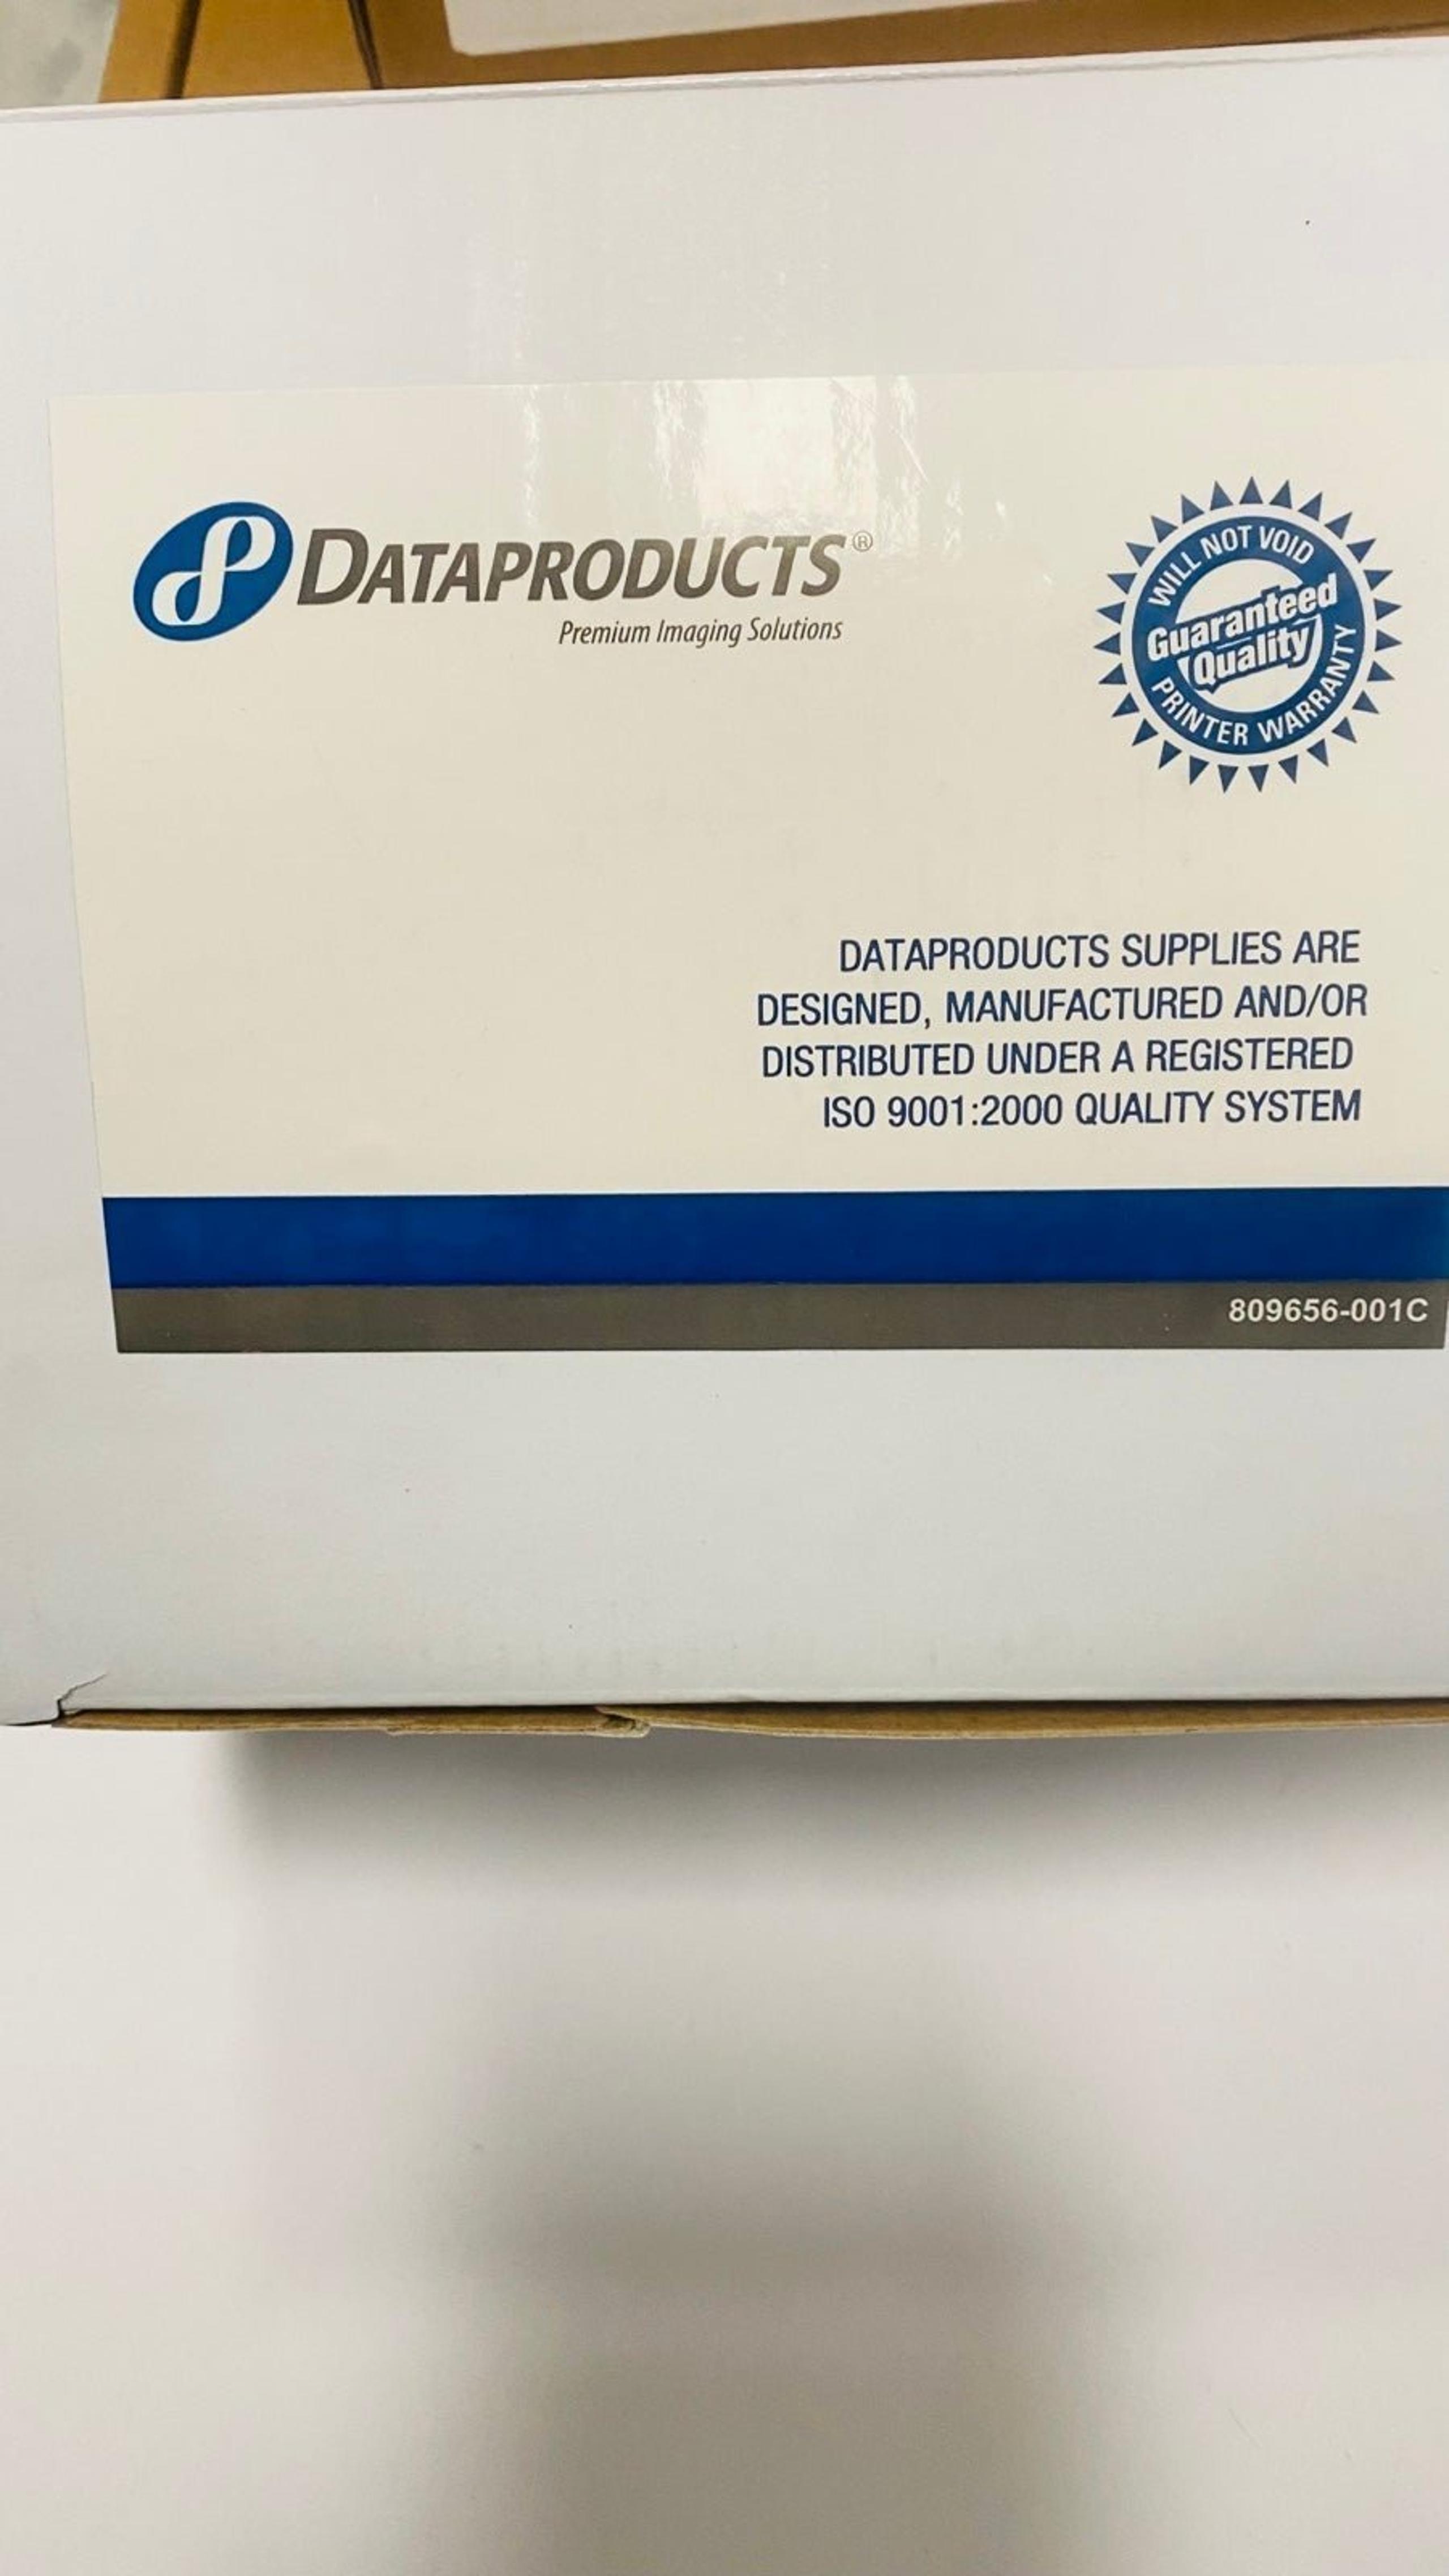 DATAPRODUCTS®
Premium Imaging Solutions
WILL NOT VOID
Guaranteed
Quality
PRINTER WARRANTY
DATAPRODUCTS SUPPLIES ARE
DESIGNED, MANUFACTURED AND/OR
DISTRIBUTED UNDER A REGISTERED
ISO 9001:2000 QUALITY SYSTEM
809656-001C